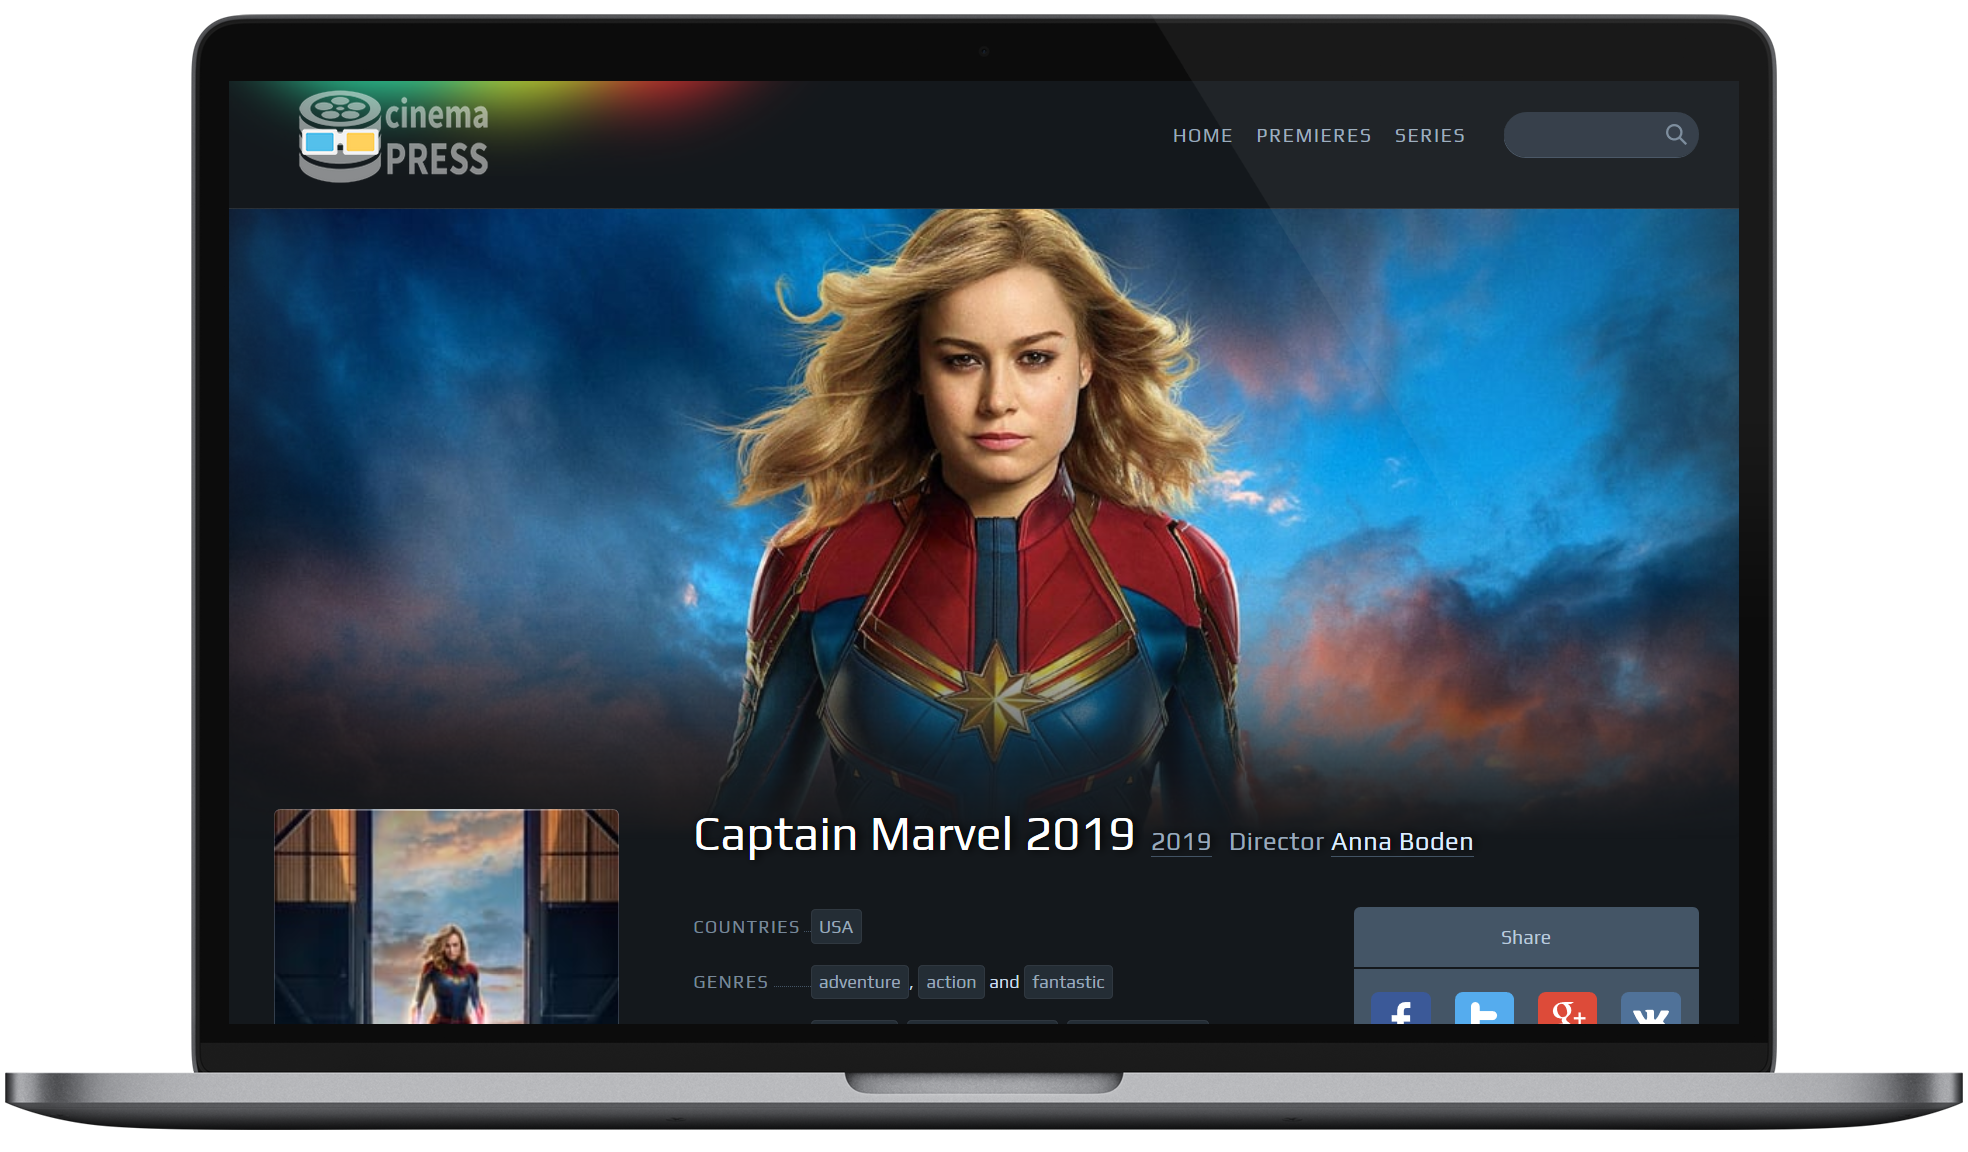 cinema
PRESS
HOME PREMIERES SERIES
Captain Marvel 2019 2019 Director Anna Boden
COUNTRIES USA
GENRES adventure, action and fantastic
Share
f t g+ VK